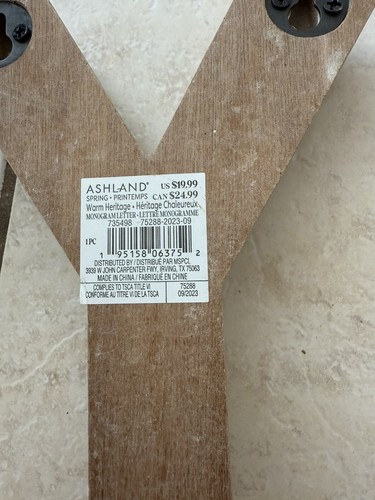 ASHLAND® US $19.99
SPRING • PRINTEMPS CAN $24.99
Warm Heritage • Héritage Chaleureux
MONOGRAM LETTER • LETTRE MONOGRAMME
735498 75288-2023-09
1PC
1 95158 06375 2
DISTRIBUTED BY / DISTRIBUÉ PAR MSPCI,
3939 W JOHN CARPENTER FWY, IRVING, TX 75063
MADE IN CHINA / FABRIQUÉ EN CHINE
COMPLIES TO TSCA TITLE VI
CONFORME AU TITRE VI DE LA TSCA
75288
09/2023